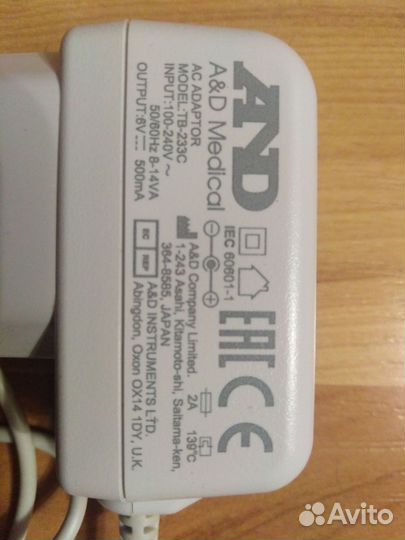 AND
A&D Medical
AC ADAPTOR
MODEL:TB-233C
INPUT:100-240V~
50/60Hz 8-14VA
OUTPUT:6V⎓ 500mA
IEC 60601-1
EAC CE
2A 139°C
A&D Company Limited.
1-243 Asahi, Kitamoto-shi, Saitama-ken,
364-8585, JAPAN
EC REP
A&D INSTRUMENTS LTD.
Abingdon, Oxon OX14 1DY, U.K.
Avito